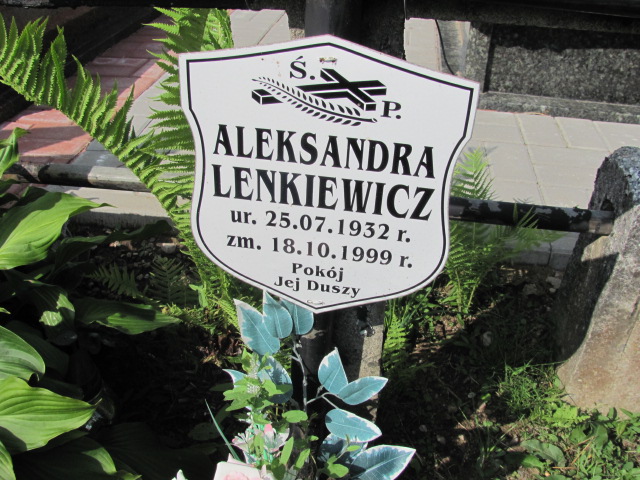 Ś. P.
ALEKSANDRA
LENKIEWICZ
ur. 25.07.1932 r.
zm. 18.10.1999 r.
Pokój
Jej Duszy